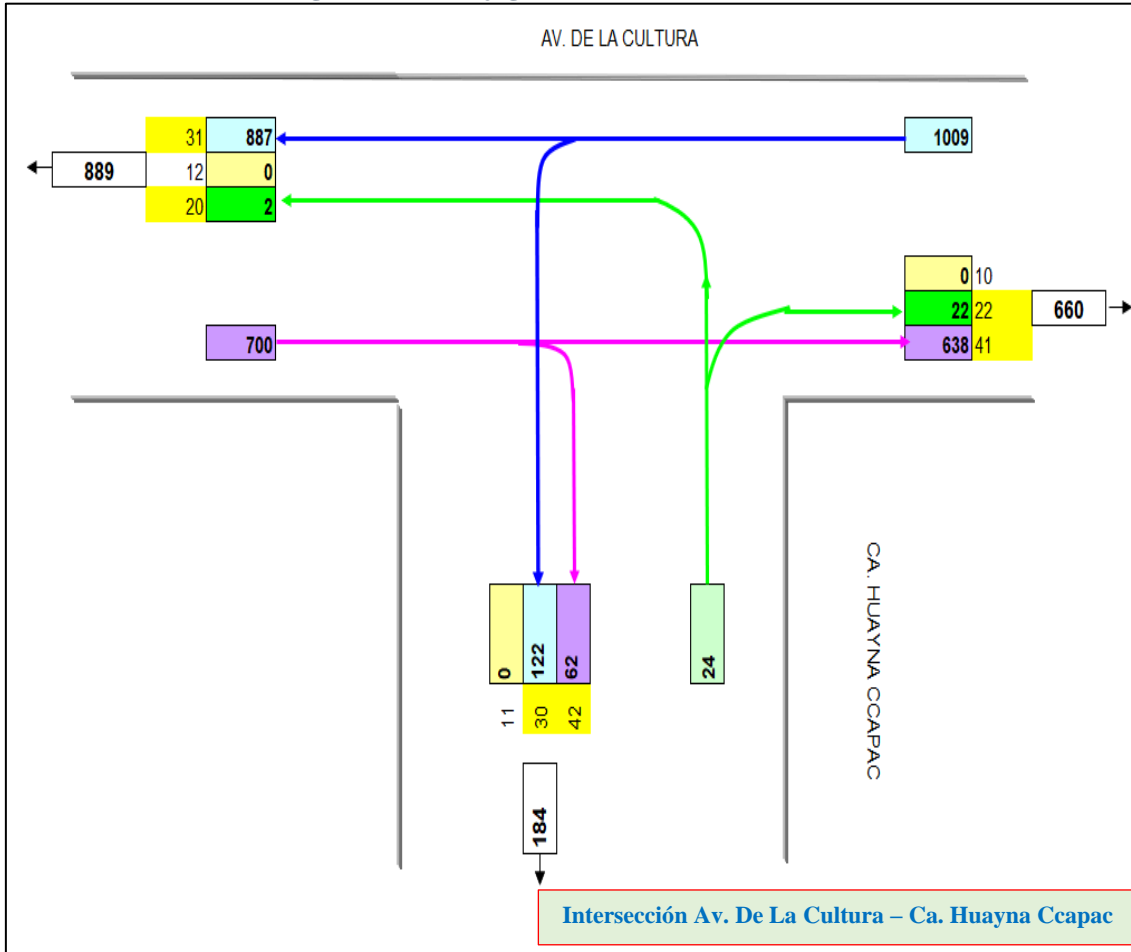 AV. DE LA CULTURA
31 887
1009
889 12 0
20 2
0 10
22 22 660
700
638 41
CA. HUAYNA CCAPAC
0 122 62
24
11 30 42
184
Intersección Av. De La Cultura – Ca. Huayna Ccapac